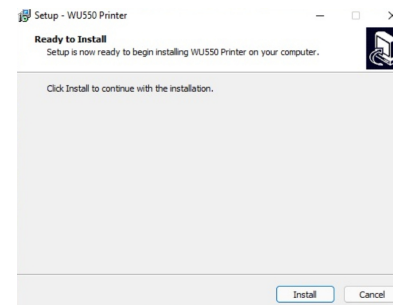 Setup - WU550 Printer
Ready to Install
Setup is now ready to begin installing WU550 Printer on your computer.
Click Install to continue with the installation.
Install
Cancel